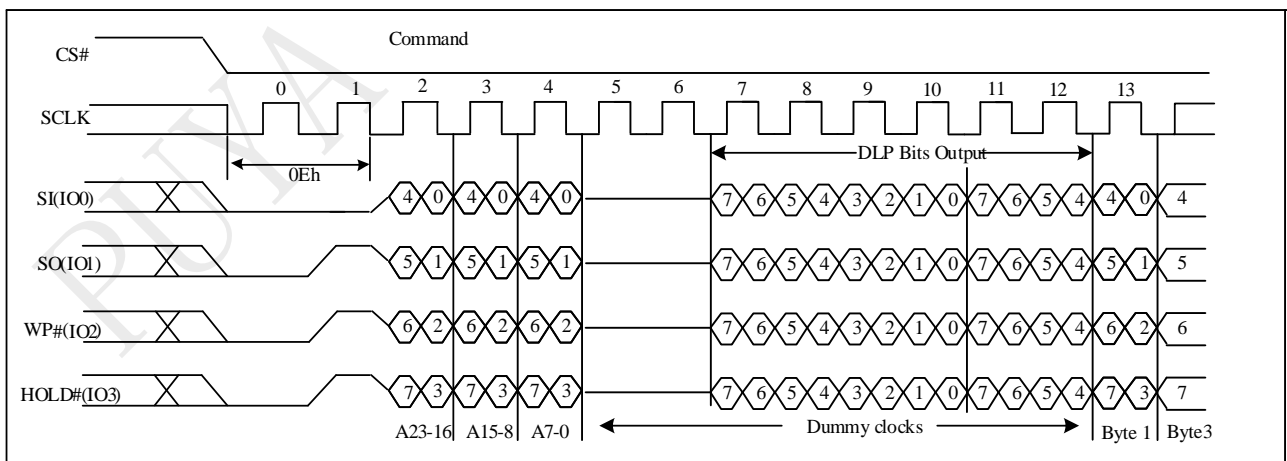 PUYA
Command
CS#
0 1 2 3 4 5 6 7 8 9 10 11 12 13
SCLK
0Eh
DLP Bits Output
SI(IO0) 4 0 4 0 4 0 7 6 5 4 3 2 1 0 7 6 5 4 4 0 4
SO(IO1) 5 1 5 1 5 1 7 6 5 4 3 2 1 0 7 6 5 4 5 1 5
WP#(IO2) 6 2 6 2 6 2 7 6 5 4 3 2 1 0 7 6 5 4 6 2 6
HOLD#(IO3) 7 3 7 3 7 3 7 6 5 4 3 2 1 0 7 6 5 4 7 3 7
A23-16 A15-8 A7-0 Dummy clocks Byte 1 Byte3